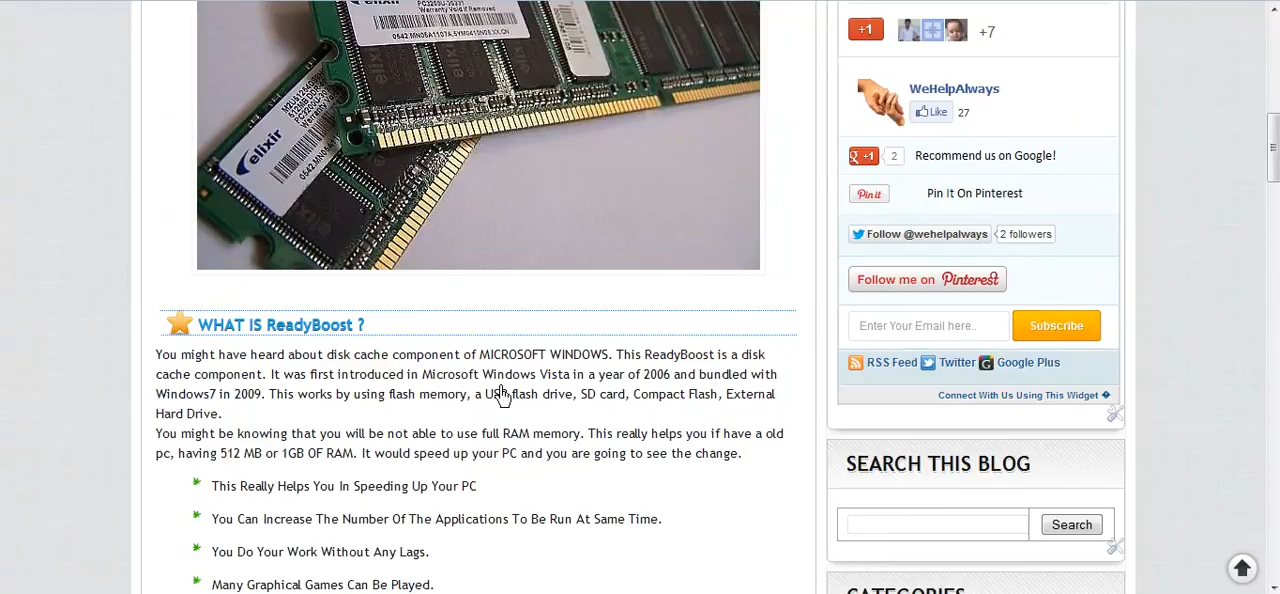 Warranty Void if Removed
elixir
elixir
+1
+7
WeHelpAlways
Like 27
g +1 2 Recommend us on Google!
Pin it Pin It On Pinterest
Follow @wehelpalways 2 followers
Follow me on Pinterest
Enter Your Email here.. Subscribe
RSS Feed Twitter Google Plus
Connect With Us Using This Widget
WHAT IS ReadyBoost ?
You might have heard about disk cache component of MICROSOFT WINDOWS. This ReadyBoost is a disk
cache component. It was first introduced in Microsoft Windows Vista in a year of 2006 and bundled with
Windows7 in 2009. This works by using flash memory, a USB flash drive, SD card, Compact Flash, External
Hard Drive.
You might be knowing that you will be not able to use full RAM memory. This really helps you if have a old
pc, having 512 MB or 1GB OF RAM. It would speed up your PC and you are going to see the change.
This Really Helps You In Speeding Up Your PC
You Can Increase The Number Of The Applications To Be Run At Same Time.
You Do Your Work Without Any Lags.
Many Graphical Games Can Be Played.
SEARCH THIS BLOG
Search
CATEGORIES